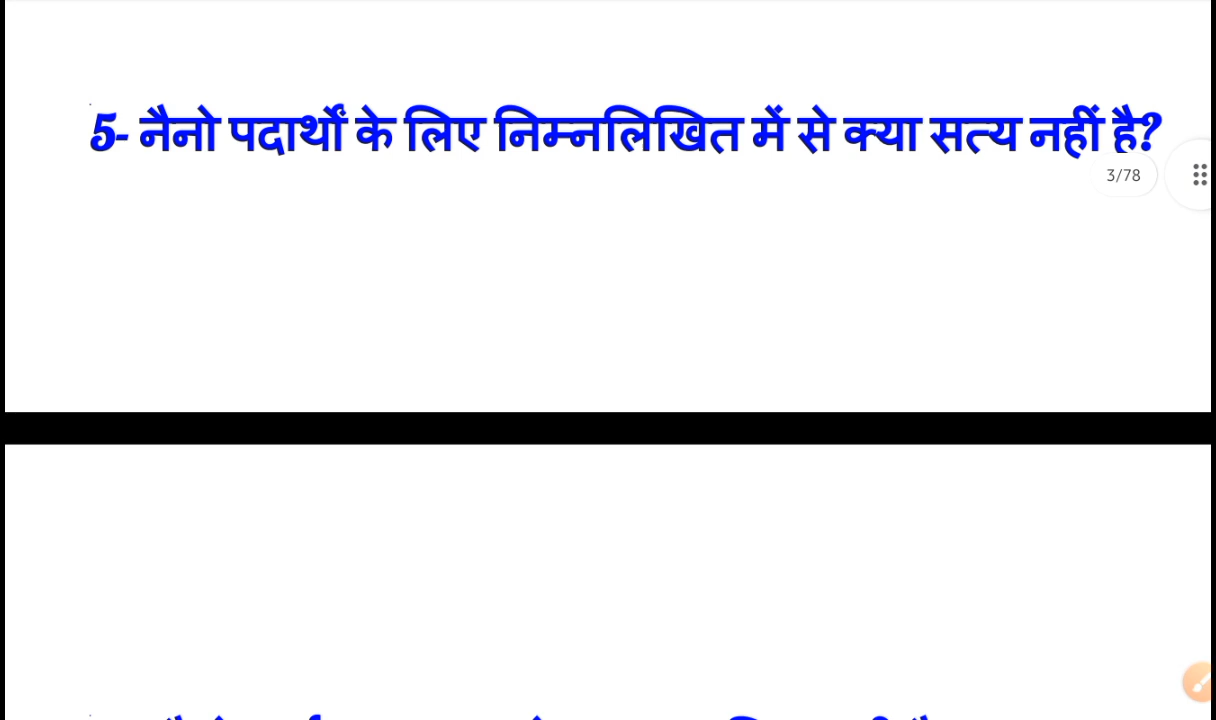 5- नैनो पदार्थों के लिए निम्नलिखित में से क्या सत्य नहीं है?
3/78